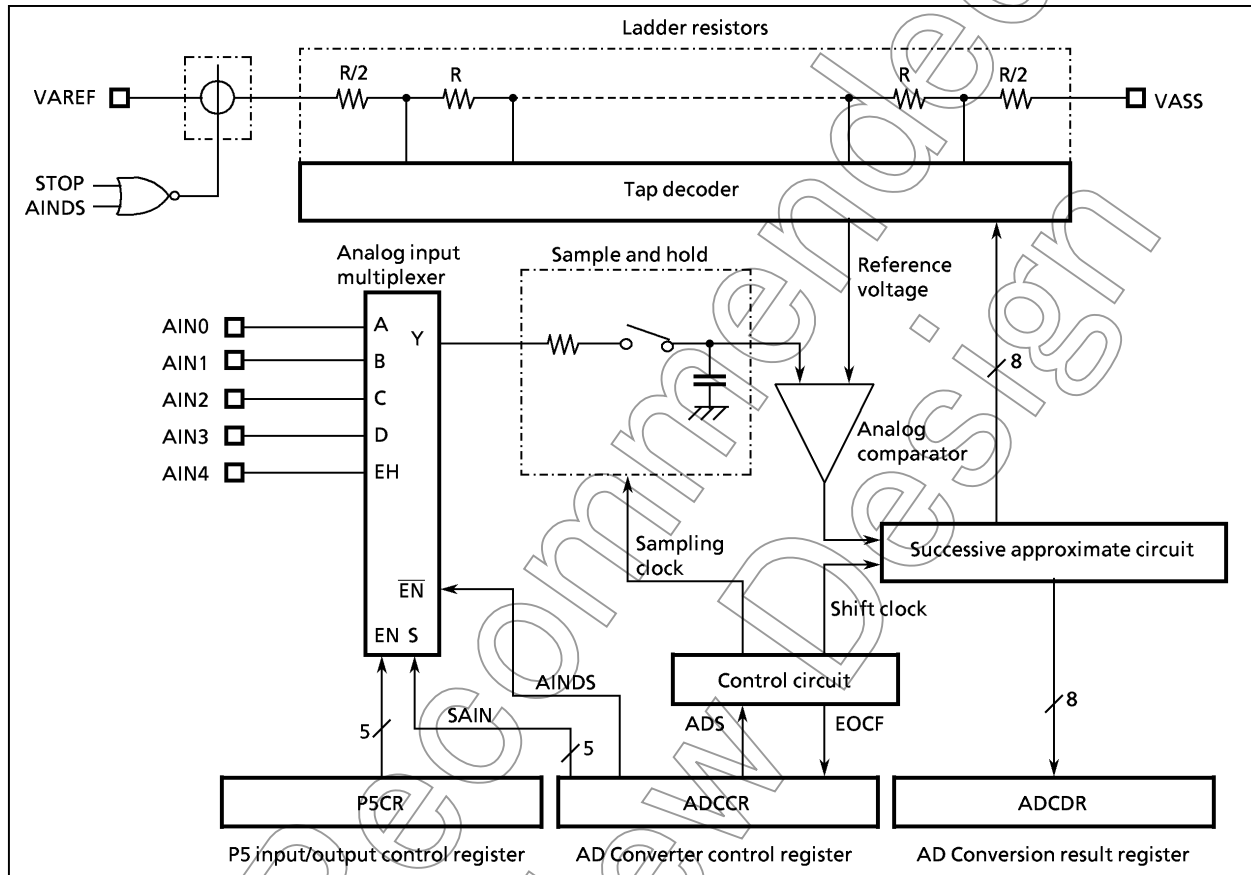 Ladder resistors
R/2
R
R
R/2
VAREF
VASS
STOP
AINDS
Tap decoder
Analog input
multiplexer
Sample and hold
Reference
voltage
AIN0
AIN1
AIN2
AIN3
AIN4
A
B
C
D
EH
Y
8
Analog
comparator
Sampling
clock
Successive approximate circuit
EN
EN S
Shift clock
AINDS
Control circuit
SAIN
ADS
EOCF
5
5
8
P5CR
ADCCR
ADCDR
P5 input/output control register
AD Converter control register
AD Conversion result register